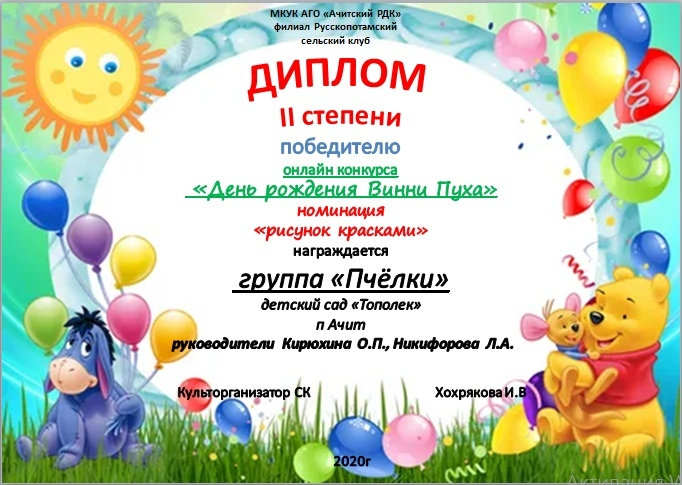 МКУК АГО «Ачитский РДК»
филиал Русскопотамский
сельский клуб
ДИПЛОМ
II степени
победителю
онлайн конкурса
«День рождения Винни Пуха»
номинация
«рисунок красками»
награждается
группа «Пчёлки»
детский сад «Тополек»
п Ачит
руководители Кирюхина О.П., Никифорова Л.А.
Культорганизатор СК Хохрякова И.В
2020г